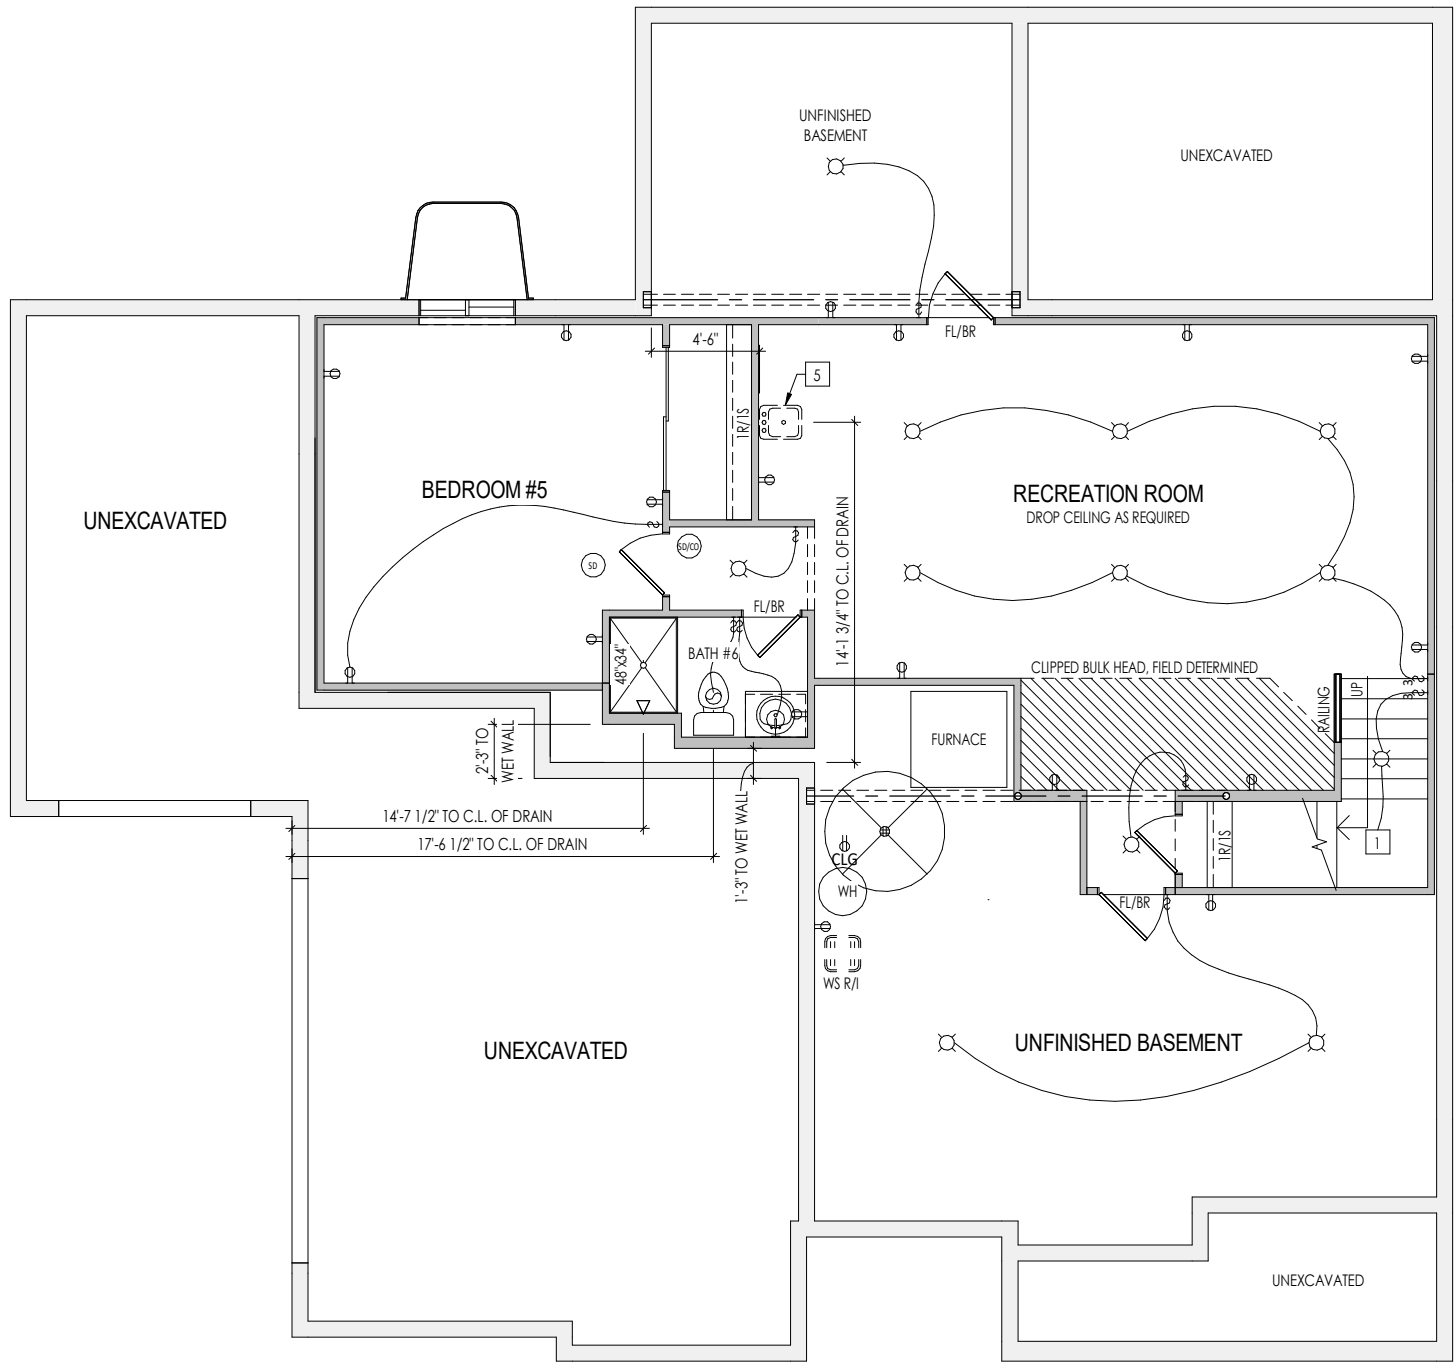 UNFINISHED
BASEMENT
UNEXCAVATED
FL/BR
4'-6"
5
1R/1S
BEDROOM #5
RECREATION ROOM
DROP CEILING AS REQUIRED
UNEXCAVATED
14'-1 3/4" TO C.L. OF DRAIN
SD/CO
SD
FL/BR
48"x34"
BATH #6
CLIPPED BULK HEAD, FIELD DETERMINED
RAILING
UP
3
3
FURNACE
2'-3" TO
WET WALL
14'-7 1/2" TO C.L. OF DRAIN
17'-6 1/2" TO C.L. OF DRAIN
1'-3" TO WET WALL
CLG
WH
1R/1S
1
FL/BR
WS R/I
UNEXCAVATED
UNFINISHED BASEMENT
UNEXCAVATED